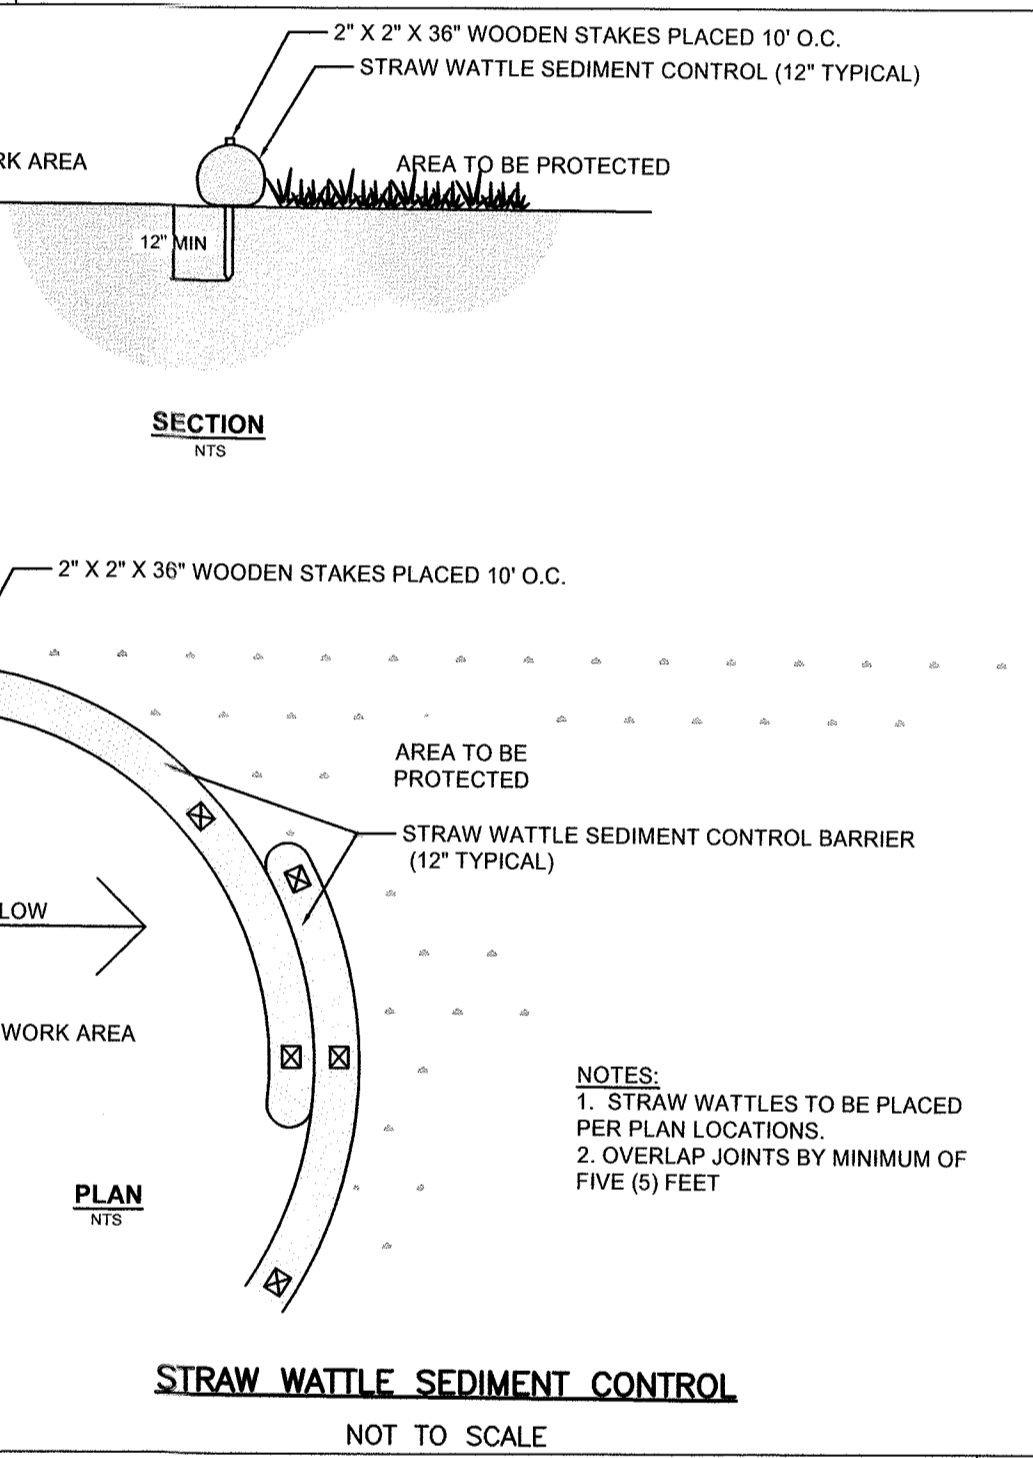 2" X 2" X 36" WOODEN STAKES PLACED 10' O.C.
STRAW WATTLE SEDIMENT CONTROL (12" TYPICAL)
RK AREA
AREA TO BE PROTECTED
12" MIN
SECTION
NTS
2" X 2" X 36" WOODEN STAKES PLACED 10' O.C.
AREA TO BE
PROTECTED
STRAW WATTLE SEDIMENT CONTROL BARRIER
(12" TYPICAL)
LOW
WORK AREA
NOTES:
1. STRAW WATTLES TO BE PLACED
PER PLAN LOCATIONS.
2. OVERLAP JOINTS BY MINIMUM OF
FIVE (5) FEET
PLAN
NTS
STRAW WATTLE SEDIMENT CONTROL
NOT TO SCALE